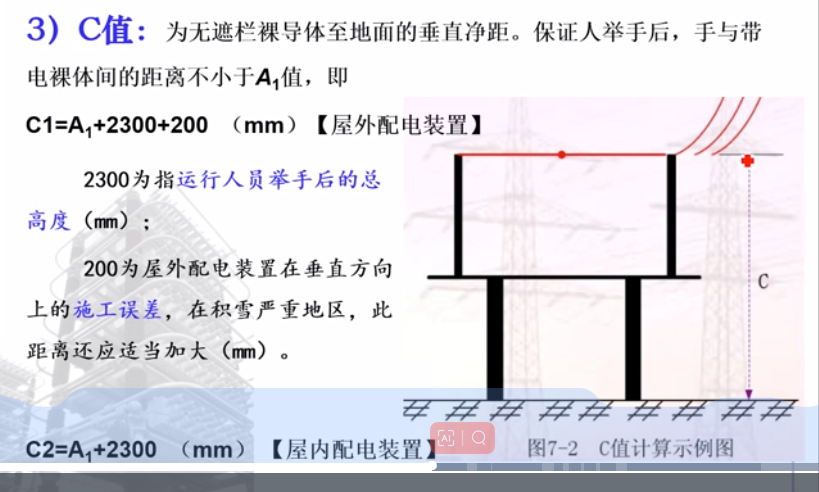 3）C值：为无遮栏裸导体至地面的垂直净距。保证人举手后，手与带
电裸体间的距离不小于A1值，即
C1=A1+2300+200 （mm）【屋外配电装置】
2300为指运行人员举手后的总
高度（mm）；
200为屋外配电装置在垂直方向
上的施工误差，在积雪严重地区，此
距离还应适当加大（mm）。
C
C2=A1+2300 （mm）【屋内配电装置】
AI
图7-2 C值计算示例图